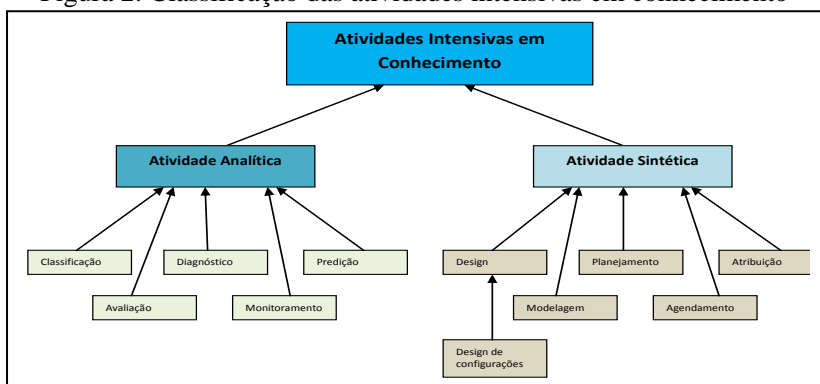 Figura 2: Classificação das atividades intensivas em conhecimento
Atividades Intensivas em
Conhecimento
Atividade Analítica
Atividade Sintética
Classificação
Diagnóstico
Predição
Design
Planejamento
Atribuição
Avaliação
Monitoramento
Modelagem
Agendamento
Design de
configurações